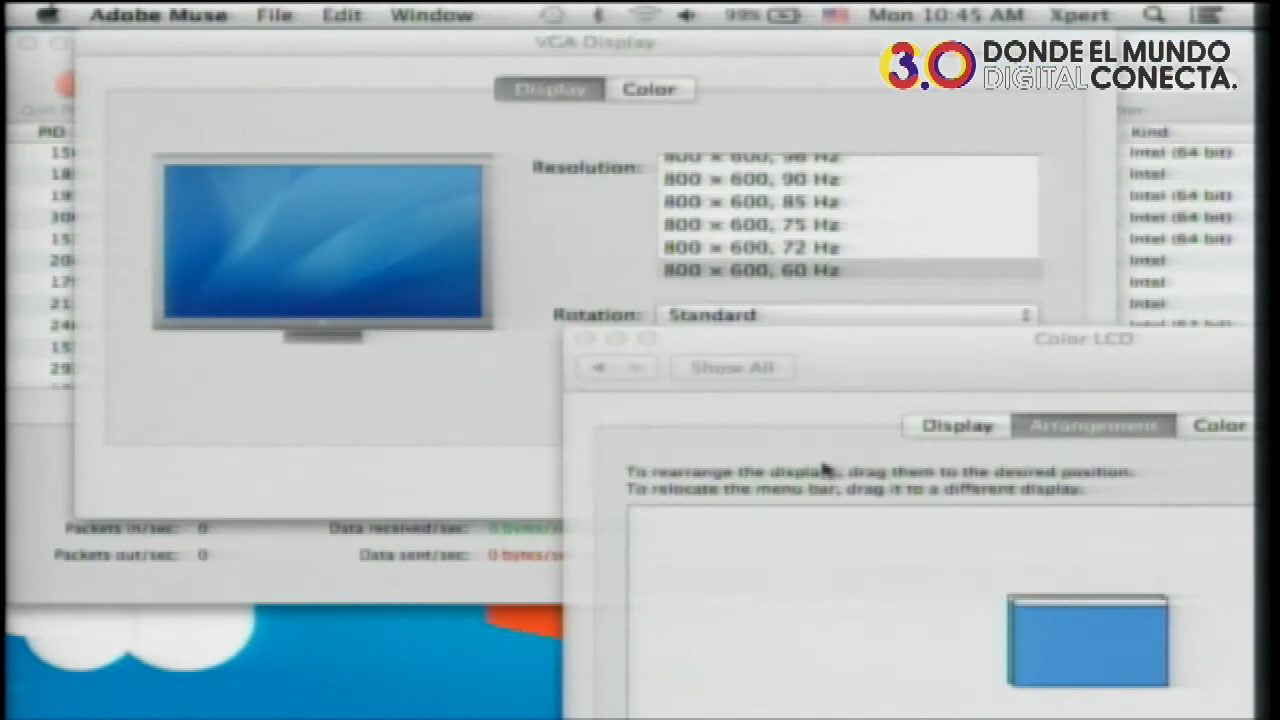 Adobe Muse File Edit Window 99% Mon 10:45 AM Xpert
VGA Display
3.0 DONDE EL MUNDO
DIGITAL CONECTA.
Display Color
PID
Kind
Intel (64 bit)
Intel
Intel (64 bit)
Intel (64 bit)
Intel (64 bit)
Intel
Intel
Intel
Resolution:
800 × 600, 90 Hz
800 × 600, 85 Hz
800 × 600, 75 Hz
800 × 600, 72 Hz
800 × 600, 60 Hz
Rotation: Standard
Color LCD
Show All
Display Arrangement Color
To rearrange the displays, drag them to the desired position.
To relocate the menu bar, drag it to a different display.
Packets in/sec: 0 Data received/sec:
Packets out/sec: 0 Data sent/sec: